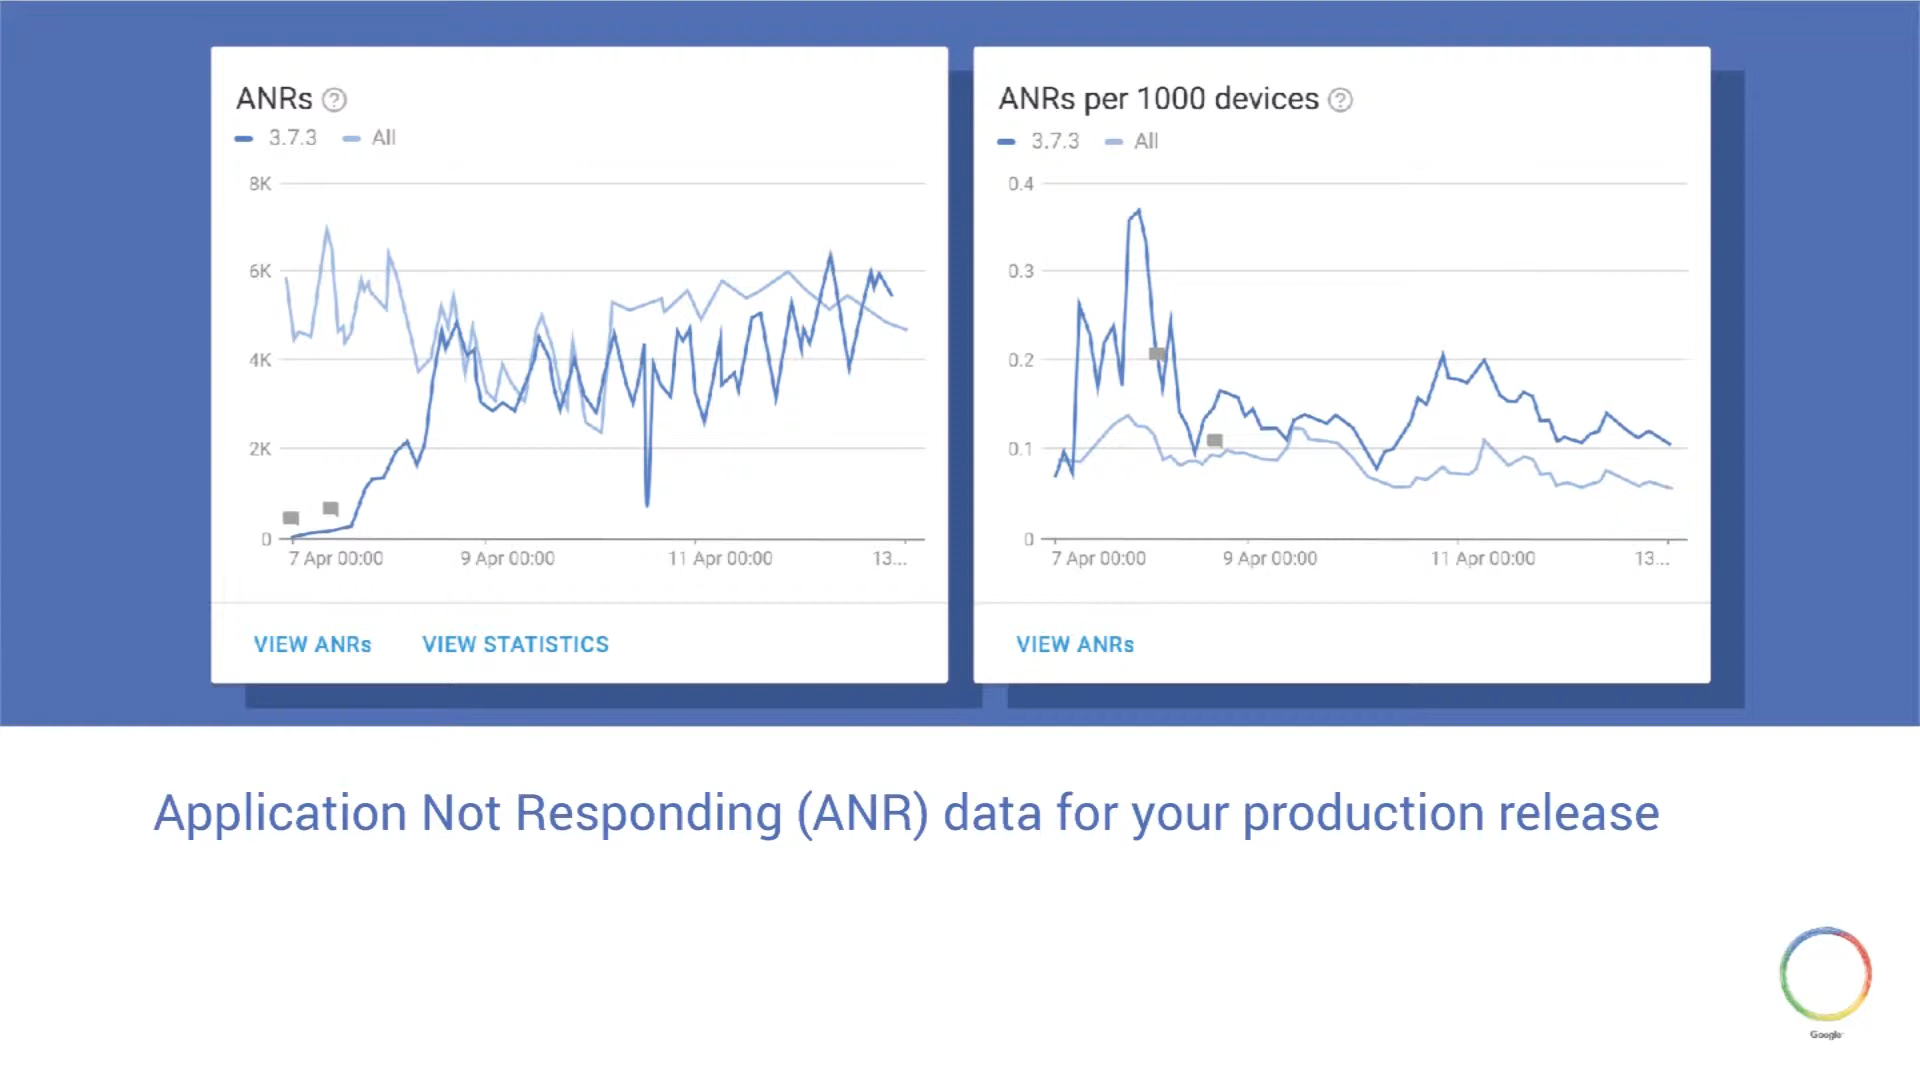 ANRs ?
3.7.3 All
8K
6K
4K
2K
0
7 Apr 00:00 9 Apr 00:00 11 Apr 00:00 13...
VIEW ANRs VIEW STATISTICS
ANRs per 1000 devices ?
3.7.3 All
0.4
0.3
0.2
0.1
0
7 Apr 00:00 9 Apr 00:00 11 Apr 00:00 13...
VIEW ANRs
Application Not Responding (ANR) data for your production release
Google